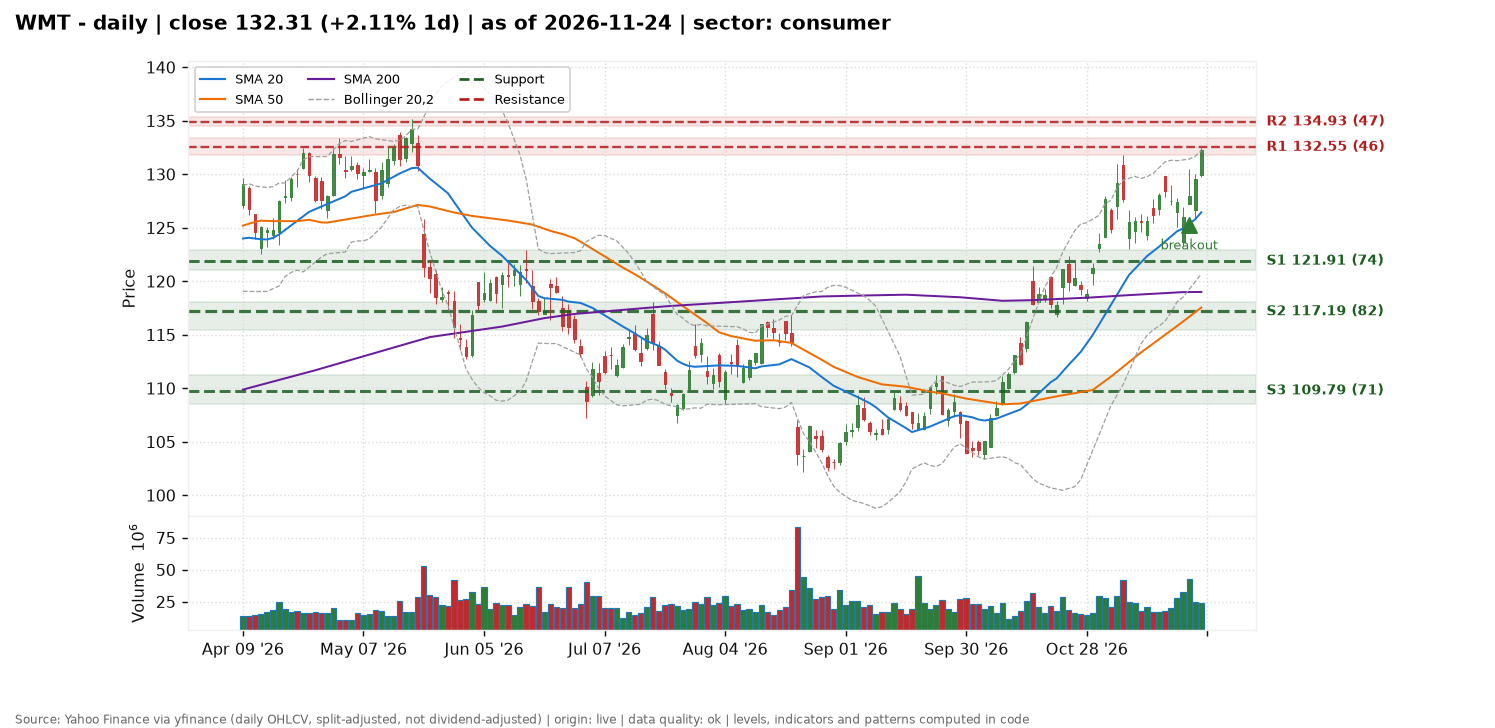 WMT - daily | close 132.31 (+2.11% 1d) | as of 2026-11-24 | sector: consumer
SMA 20
SMA 50
SMA 200
Bollinger 20,2
Support
Resistance
Price
140
135
130
125
120
115
110
105
100
R2 134.93 (47)
R1 132.55 (46)
breakout
S1 121.91 (74)
S2 117.19 (82)
S3 109.79 (71)
Volume 10^6
75
50
25
Apr 09 '26
May 07 '26
Jun 05 '26
Jul 07 '26
Aug 04 '26
Sep 01 '26
Sep 30 '26
Oct 28 '26
Source: Yahoo Finance via yfinance (daily OHLCV, split-adjusted, not dividend-adjusted) | origin: live | data quality: ok | levels, indicators and patterns computed in code